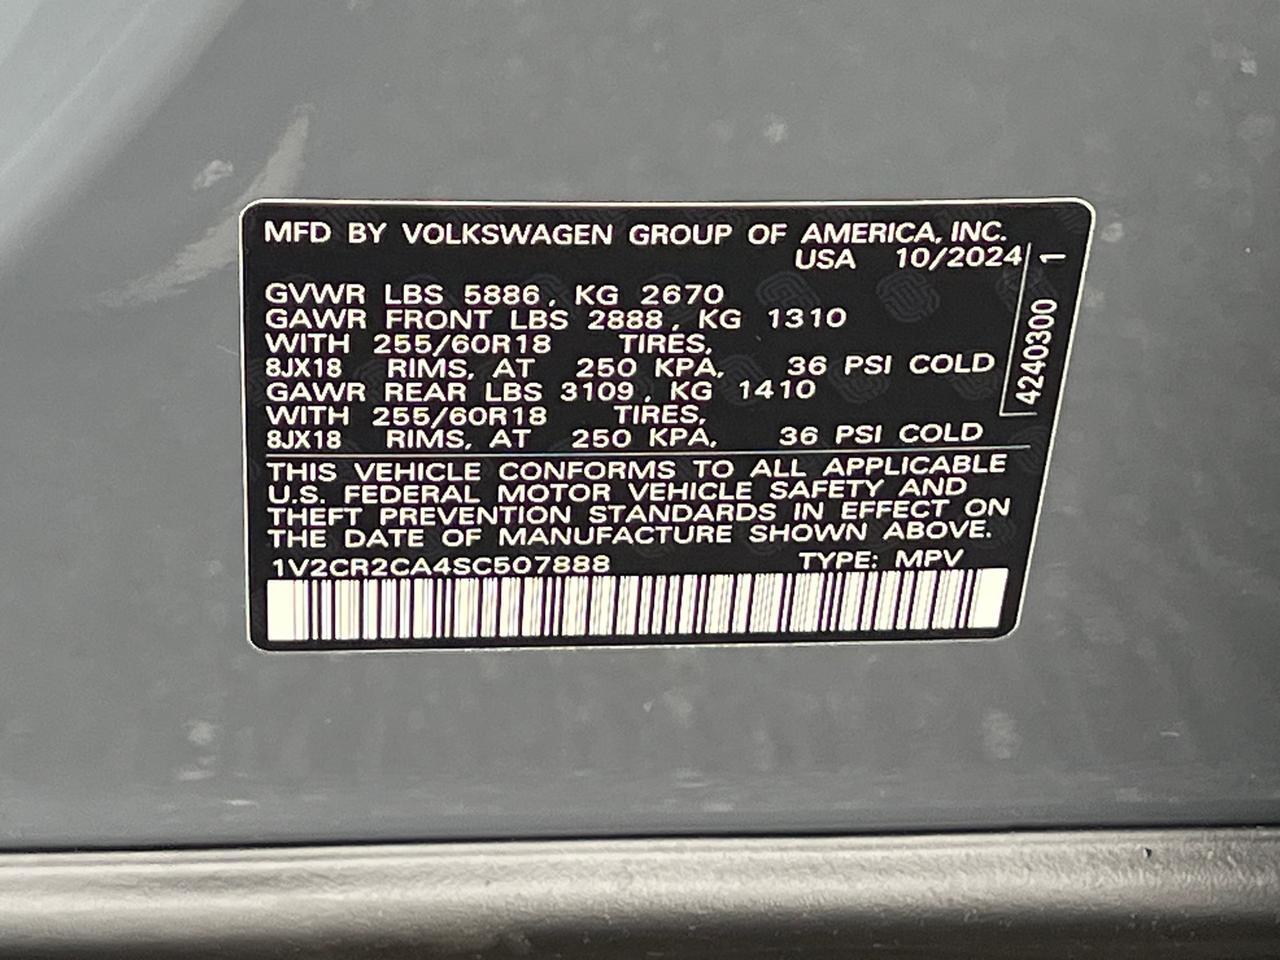 MFD BY VOLKSWAGEN GROUP OF AMERICA, INC.
USA 10/2024
GVWR LBS 5886, KG 2670
GAWR FRONT LBS 2888, KG 1310
WITH 255/60R18 TIRES,
8JX18 RIMS, AT 250 KPA, 36 PSI COLD
GAWR REAR LBS 3109, KG 1410
WITH 255/60R18 TIRES,
8JX18 RIMS, AT 250 KPA, 36 PSI COLD
4240300 1
THIS VEHICLE CONFORMS TO ALL APPLICABLE
U.S. FEDERAL MOTOR VEHICLE SAFETY AND
THEFT PREVENTION STANDARDS IN EFFECT ON
THE DATE OF MANUFACTURE SHOWN ABOVE.
1V2CR2CA4SC507888 TYPE: MPV